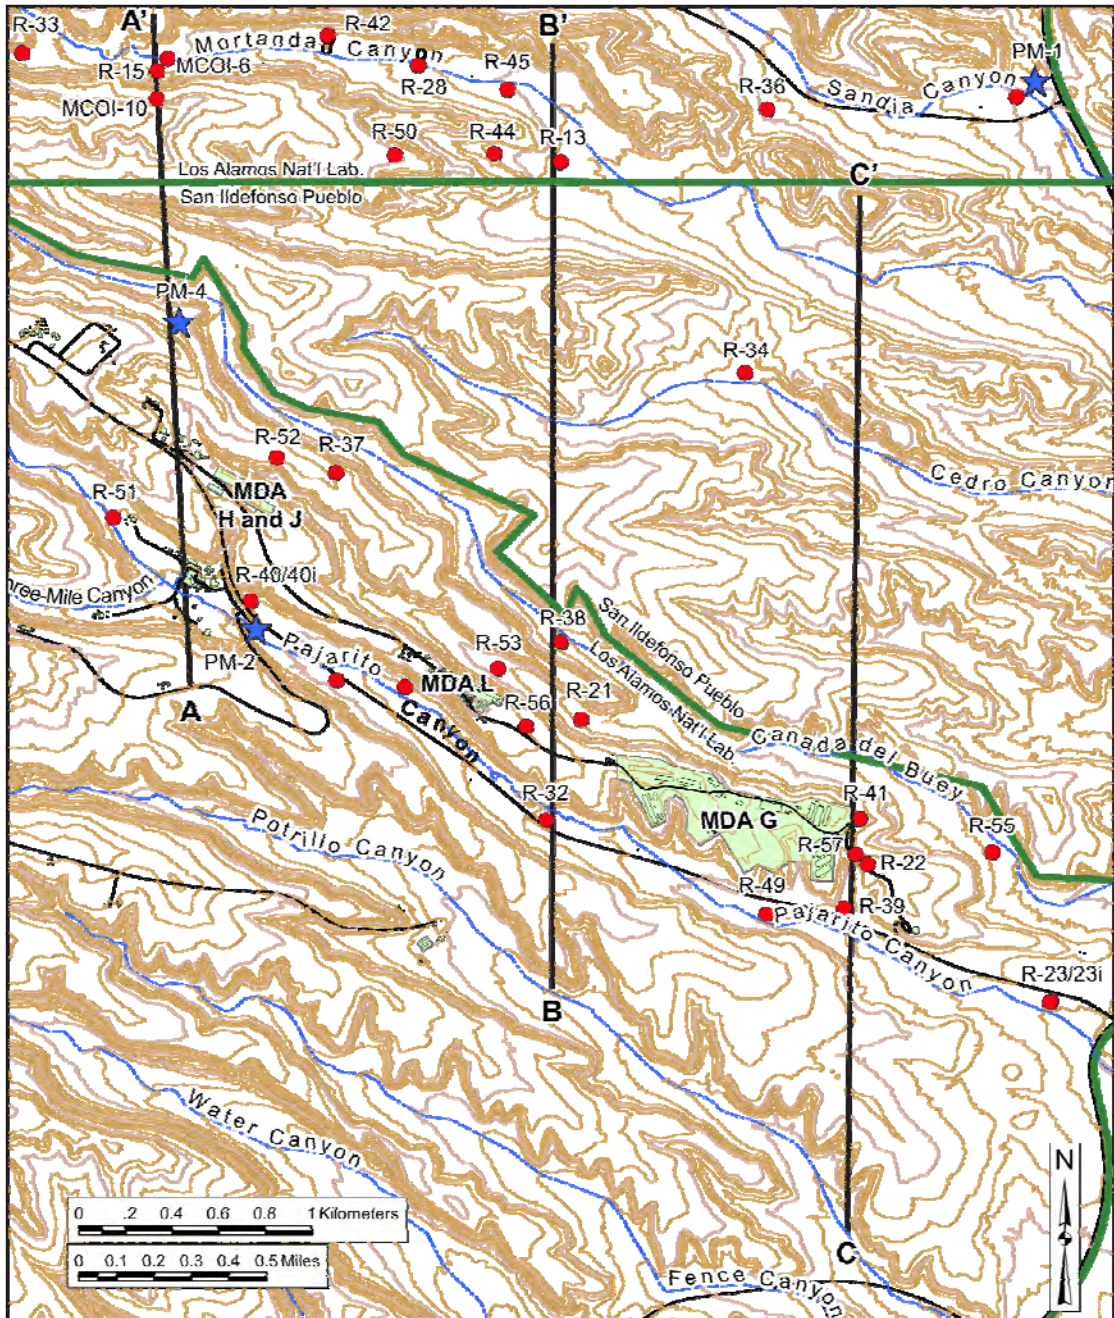 A'
R-33
R-42
B'
Mortandad Canyon
MCOI-6
R-15
R-28
R-45
PM-1
MCOI-10
R-36
Sandia Canyon
R-50
R-44
R-13
Los Alamos Nat'l Lab.
San Ildefonso Pueblo
C'
PM-4
R-34
R-52
R-37
Cedro Canyon
MDA
H and J
R-51
R-40/40i
hree-Mile Canyon
R-38
San Ildefonso Pueblo
Los Alamos Nat'l Lab.
Pajarito Canyon
PM-2
R-53
MDA L
A
R-56
R-21
Canada del Buey
R-32
R-41
MDA G
Potrillo Canyon
R-57
R-22
R-55
R-49
R-39
Pajarito Canyon
R-23/23i
B
Water Canyon
N
0 .2 0.4 0.6 0.8 1 Kilometers
0 0.1 0.2 0.3 0.4 0.5 Miles
C
Fence Canyon